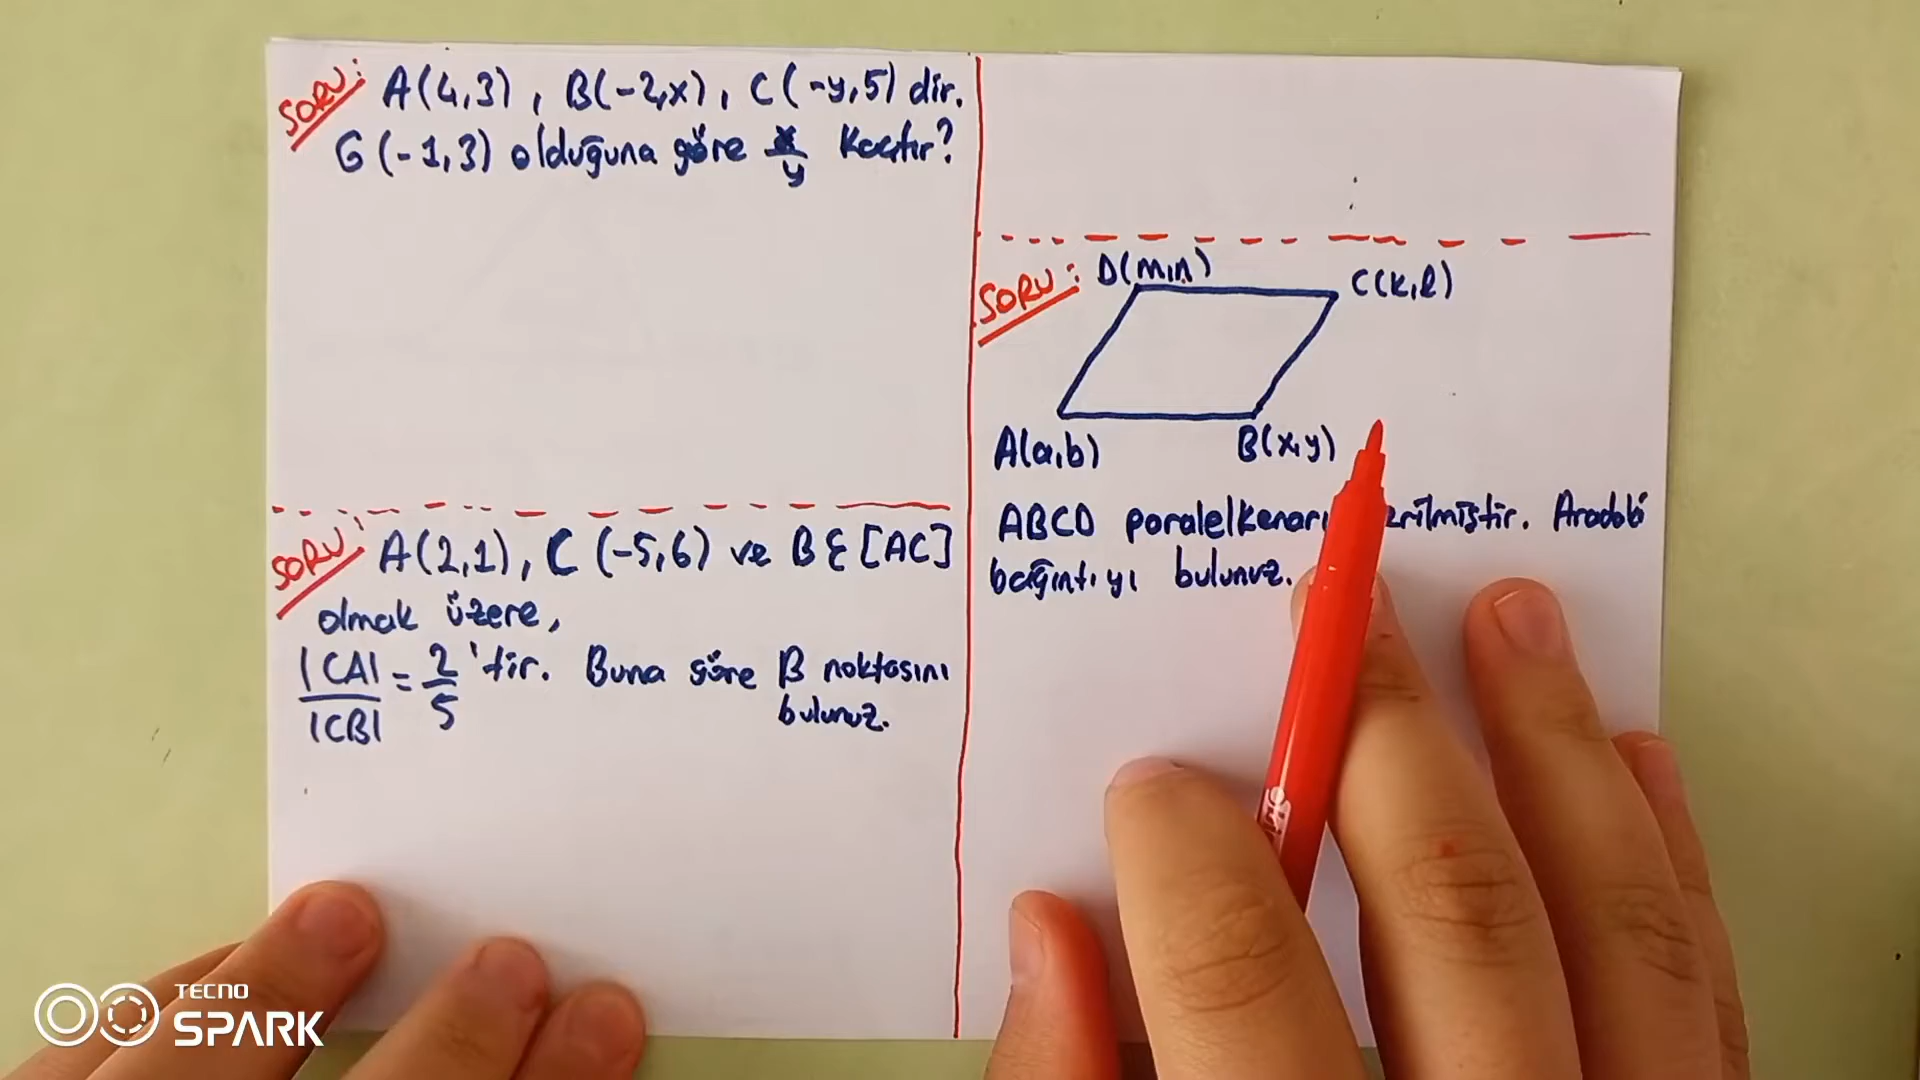 SORU:
A(4,3), B(-2,x), C(-y,5) dir.
G(-1,3) olduğuna göre x/y kaçtır?
SORU:
A(2,1), C(-5,6) ve B ∈ [AC]
olmak üzere,
|CA|/|CB| = 2/5 'tir. Buna göre B noktasını
bulunuz.
SORU:
D(m,n)
C(k,l)
A(a,b)
B(x,y)
ABCD paralelkenarı Aradaki
bağıntıyı bulunuz.
TECNO
SPARK